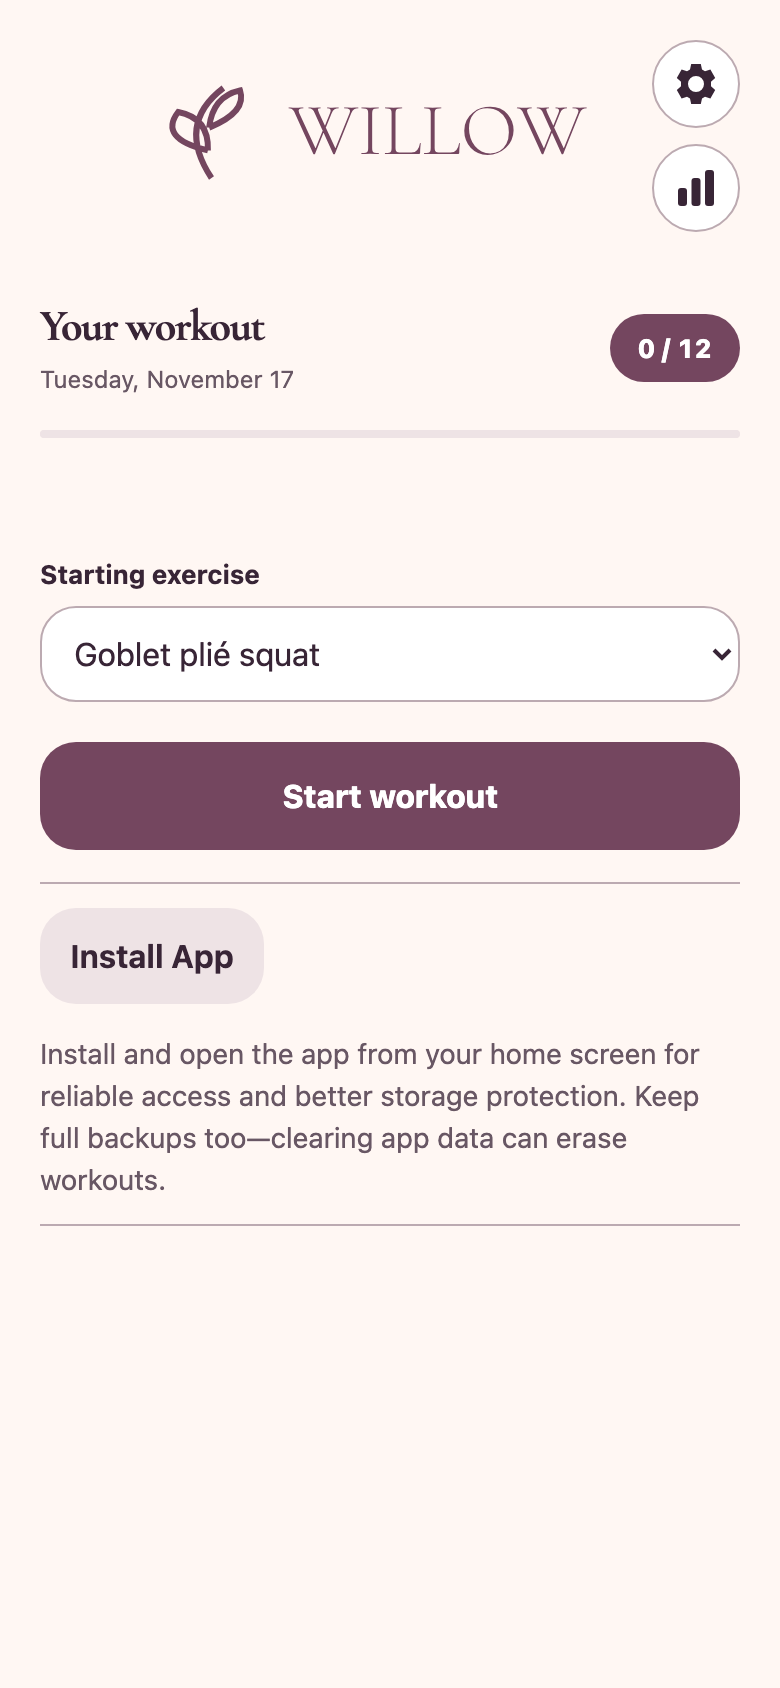 WILLOW
Your workout
Tuesday, November 17
0 / 12
Starting exercise
Goblet plié squat
Start workout
Install App
Install and open the app from your home screen for
reliable access and better storage protection. Keep
full backups too—clearing app data can erase
workouts.